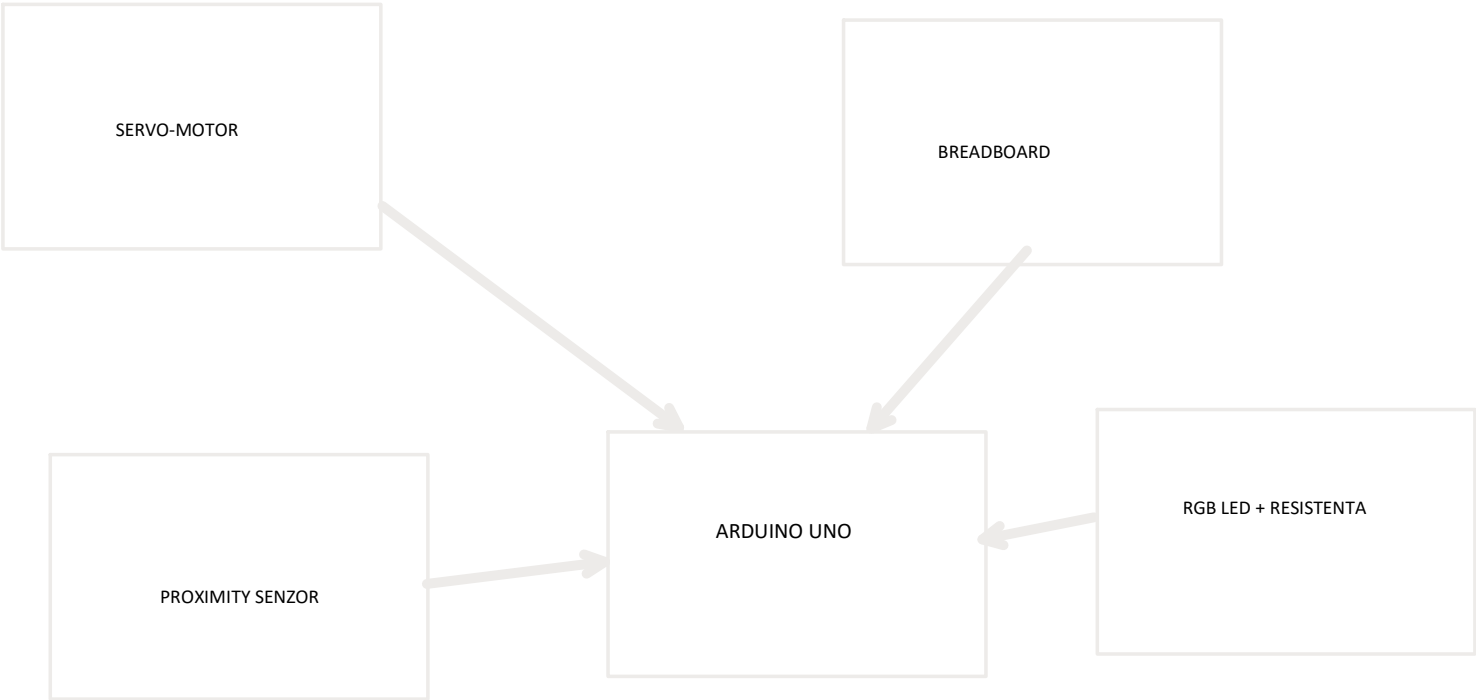 SERVO-MOTOR
BREADBOARD
RGB LED + RESISTENTA
ARDUINO UNO
PROXIMITY SENZOR